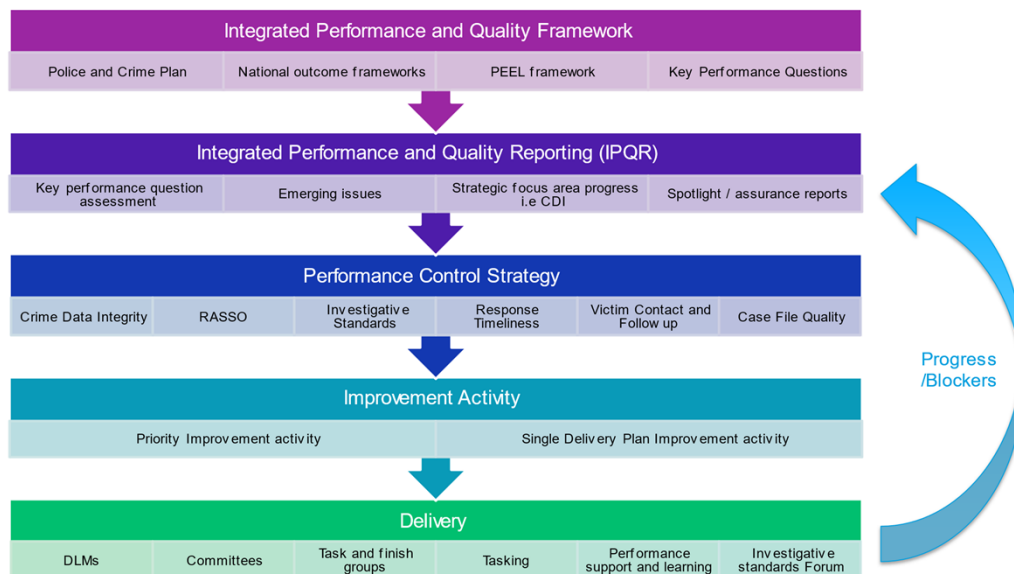 Integrated Performance and Quality Framework
Police and Crime Plan
National outcome frameworks
PEEL framework
Key Performance Questions
Integrated Performance and Quality Reporting (IPQR)
Key performance question
assessment
Emerging issues
Strategic focus area progress
i.e CDI
Spotlight / assurance reports
Performance Control Strategy
Crime Data Integrity
RASSO
Investigative
Standards
Response
Timeliness
Victim Contact and
Follow up
Case File Quality
Improvement Activity
Priority Improvement activity
Single Delivery Plan Improvement activity
Delivery
DLMs
Committees
Task and finish
groups
Tasking
Performance
support and learning
Investigative
standards Forum
Progress
/Blockers